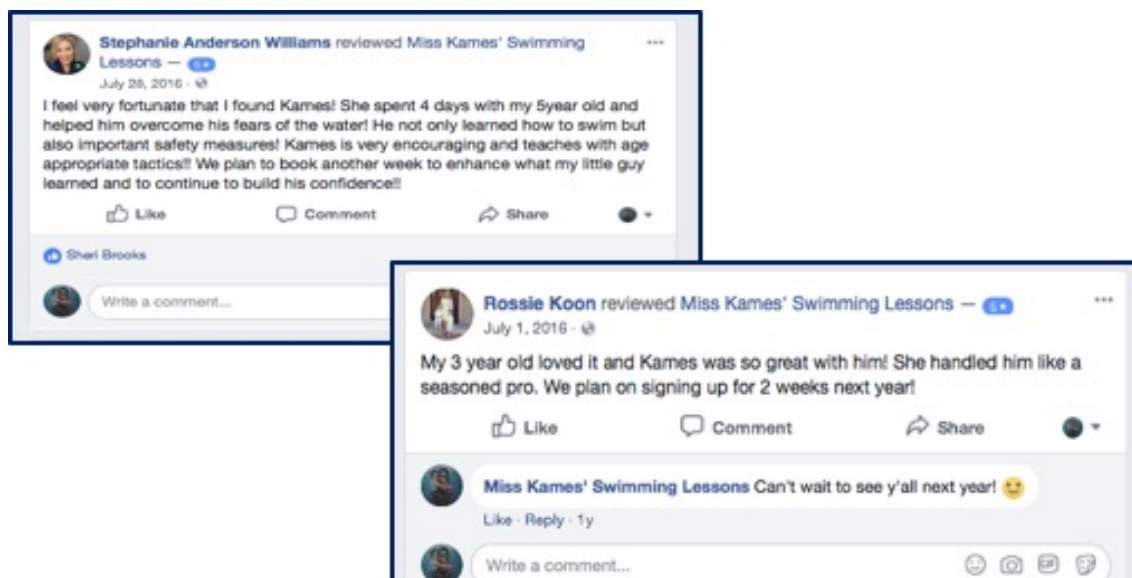 Stephanie Anderson Williams reviewed Miss Kames' Swimming
Lessons — 5★
July 28, 2016 ·
I feel very fortunate that I found Kames! She spent 4 days with my 5year old and
helped him overcome his fears of the water! He not only learned how to swim but
also important safety measures! Kames is very encouraging and teaches with age
appropriate tactics!! We plan to book another week to enhance what my little guy
learned and to continue to build his confidence!!
Like Comment Share
Sheri Brooks
Write a comment...
Rossie Koon reviewed Miss Kames' Swimming Lessons — 5★
July 1, 2016 ·
My 3 year old loved it and Kames was so great with him! She handled him like a
seasoned pro. We plan on signing up for 2 weeks next year!
Like Comment Share
Miss Kames' Swimming Lessons Can't wait to see y'all next year! 😉
Like · Reply · 1y
Write a comment...
GIF